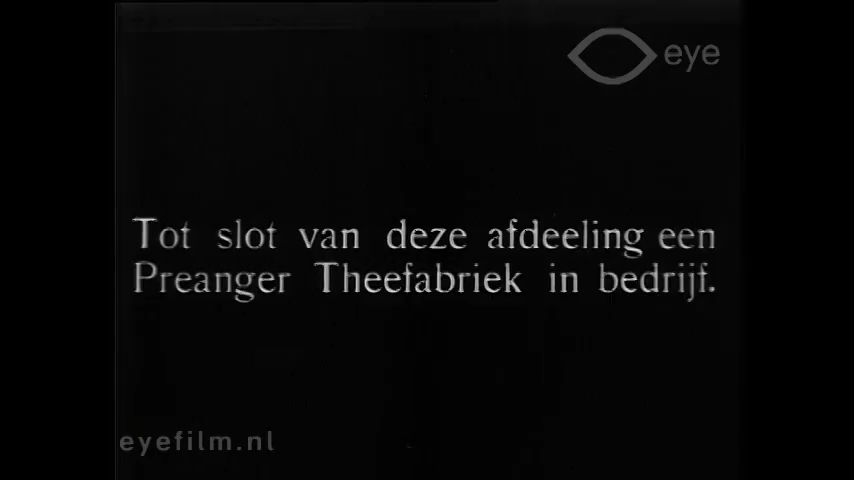 eye
Tot slot van deze afdeeling een
Preanger Theefabriek in bedrijf.
eyefilm.nl